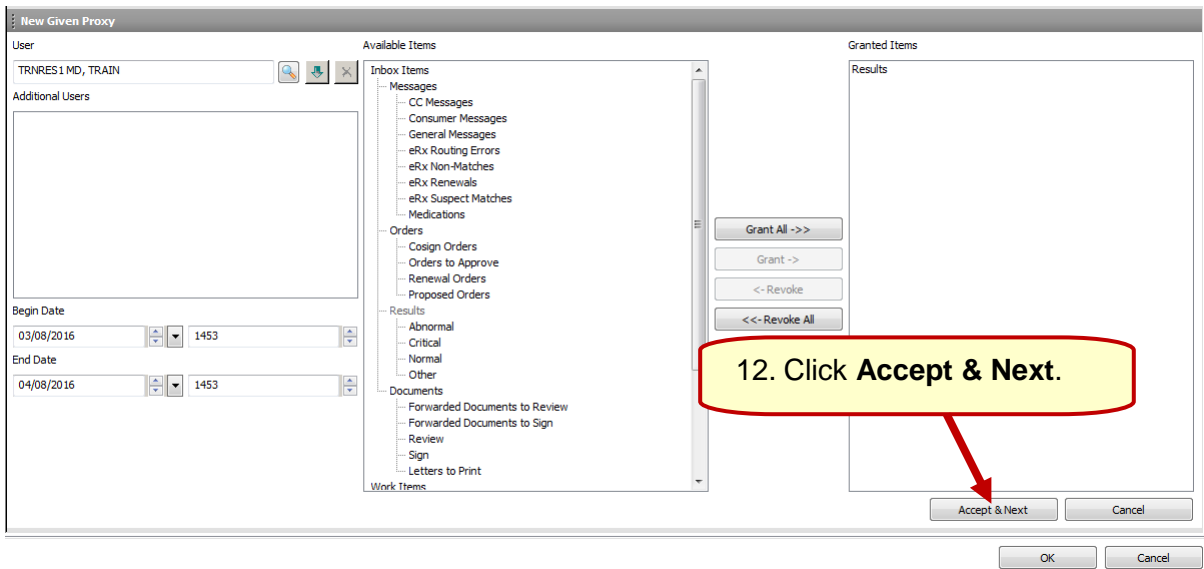 New Given Proxy
User
TRNRES1 MD, TRAIN
Additional Users
Begin Date
03/08/2016
1453
End Date
04/08/2016
1453
Available Items
Inbox Items
Messages
CC Messages
Consumer Messages
General Messages
eRx Routing Errors
eRx Non-Matches
eRx Renewals
eRx Suspect Matches
Medications
Orders
Cosign Orders
Orders to Approve
Renewal Orders
Proposed Orders
Results
Abnormal
Critical
Normal
Other
Documents
Forwarded Documents to Review
Forwarded Documents to Sign
Review
Sign
Letters to Print
Work Items
Grant All ->>
Grant ->
<- Revoke
<<- Revoke All
Granted Items
Results
12. Click Accept & Next.
Accept & Next
Cancel
OK
Cancel